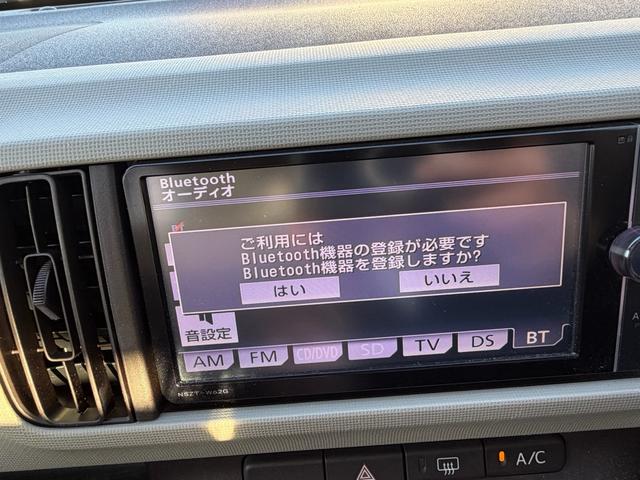 Bluetooth
オーディオ
ご利用には
Bluetooth機器の登録が必要です
Bluetooth機器を登録しますか?
はい
いいえ
音設定
AM
FM
CD/DVD
SD
TV
DS
BT
NSZT-W62G
A/C